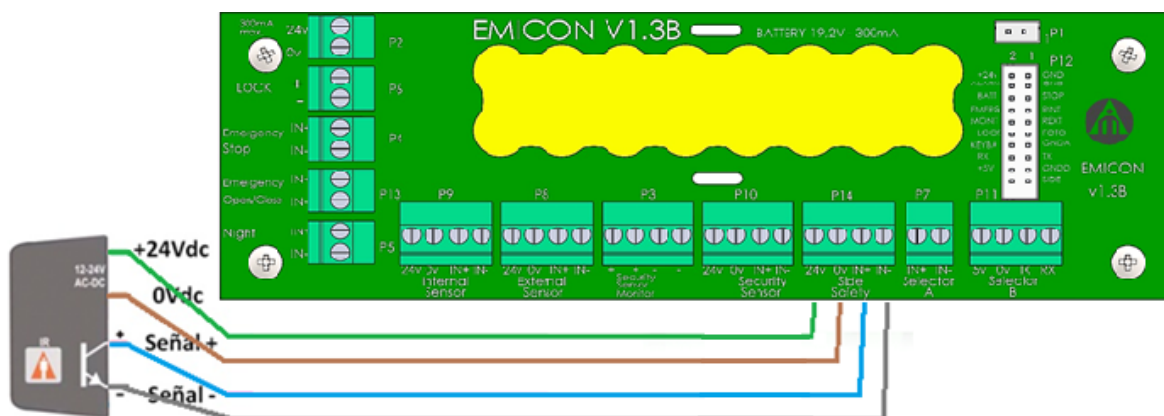 300mA
max
24v
0v
P2
EMICON V1.3B
BATTERY 19,2V 300mA
P1
2 1 P12
LOCK
+
-
P6
Emergency
Stop
IN+
IN-
P4
Emergency
Open/Close
IN+
IN-
P13
Night
IN+
IN-
P5
+24v GND
BATT STOP
EMERG RINT
MONT REXT
LOCK FOTO
KEYBA
RX TX
+5V GNDD
SIDE
EMICON
V1.3B
P9 P8 P3 P10 P14 P7 P11
24V 0v IN+ IN-
Internal
Sensor
24V 0v IN+ IN-
External
Sensor
+ + - -
Security
Sensor
Monitor
24V 0v IN+ IN-
Security
Sensor
24V 0V IN+ IN-
Side
Safety
IN+ IN-
Selector
A
5v 0v TX RX
Selector
B
12-24V
AC-DC
IR
+24Vdc
0Vdc
+ Señal +
- Señal -